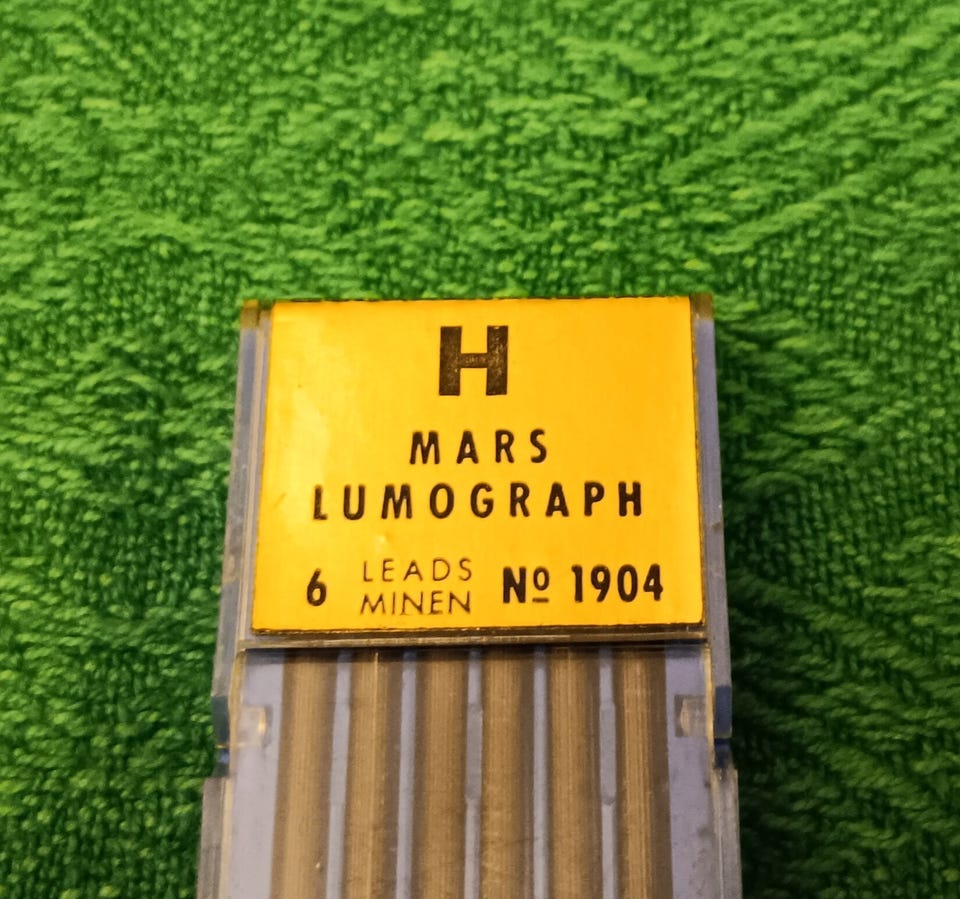 H
MARS
LUMOGRAPH
6 LEADS MINEN Nº 1904